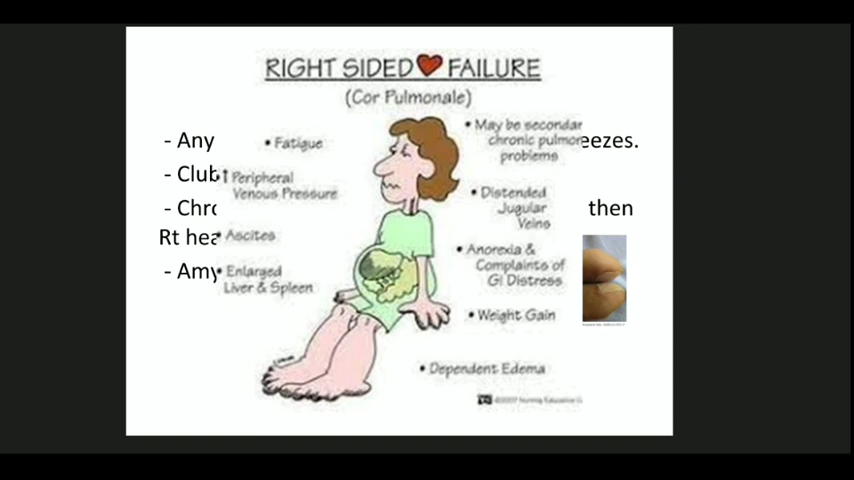 RIGHT SIDED FAILURE
(Cor Pulmonale)
- Any
• Fatigue
• May be secondar
chronic pulmon
problems
eezes.
- Club
↑ Peripheral
Venous Pressure
• Distended
Jugular
Veins
- Chro
then
Rt hea
• Ascites
• Anorexia &
Complaints of
GI Distress
- Amy
• Enlarged
Liver & Spleen
• Weight Gain
• Dependent Edema
©2007 Nursing Education C